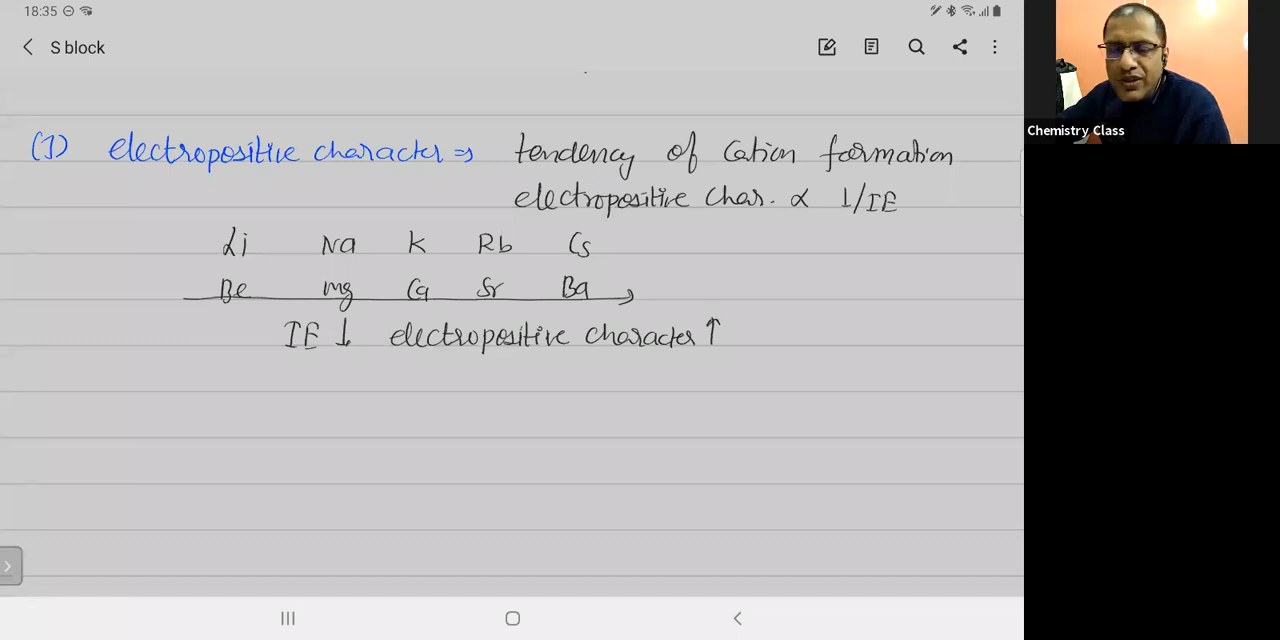 18:35
S block
Chemistry Class
(I) electropositive character ⇒ tendency of Cation formation
electropositive Char. ∝ 1/IE
Li Na K Rb Cs
Be Mg Ca Sr Ba
IE ↓ electropositive character ↑